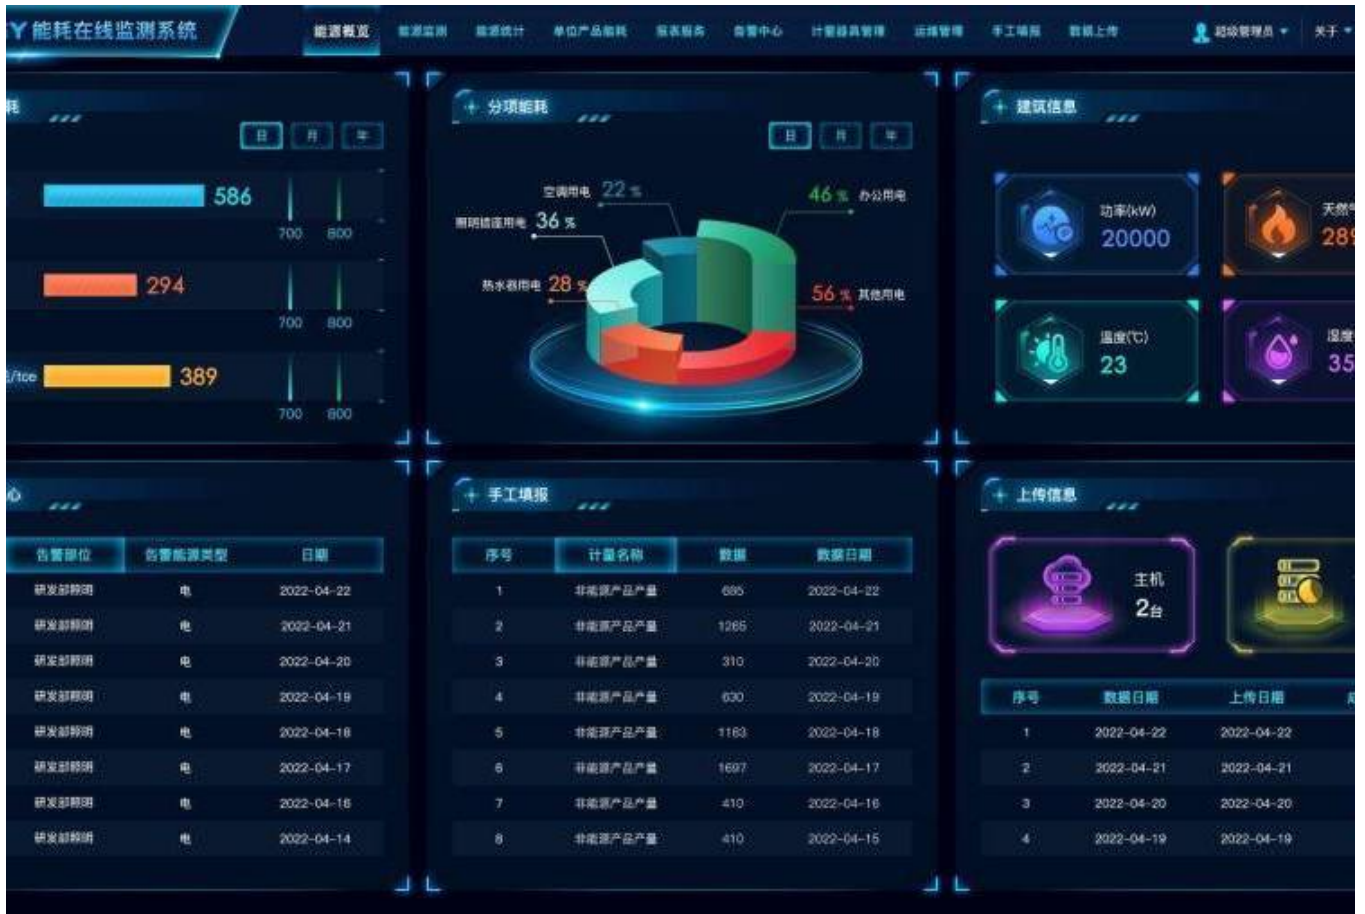 Y 能耗在线监测系统
能源概览 能源监测 能源统计 单位产品能耗 报表服务 告警中心 计量器具管理 运维管理 手工填报 数据上传 超级管理员 关于
耗
日 月 年
586
700 800
294
700 800
/tce 389
700 800
分项能耗
日 月 年
空调用电 22 %
46 % 办公用电
照明插座用电 36 %
热水器用电 28 %
56 % 其他用电
建筑信息
功率(kW)
20000
天然
289
温度(℃)
23
湿度
35
心
告警部位 告警能源类型 日期
研发部照明 电 2022-04-22
研发部照明 电 2022-04-21
研发部照明 电 2022-04-20
研发部照明 电 2022-04-19
研发部照明 电 2022-04-18
研发部照明 电 2022-04-17
研发部照明 电 2022-04-16
研发部照明 电 2022-04-14
手工填报
序号 计量名称 数据 数据日期
1 非能源产品产量 685 2022-04-22
2 非能源产品产量 1265 2022-04-21
3 非能源产品产量 310 2022-04-20
4 非能源产品产量 630 2022-04-19
5 非能源产品产量 1163 2022-04-18
6 非能源产品产量 1697 2022-04-17
7 非能源产品产量 410 2022-04-16
8 非能源产品产量 410 2022-04-15
上传信息
主机
2台
序号 数据日期 上传日期
1 2022-04-22 2022-04-22
2 2022-04-21 2022-04-21
3 2022-04-20 2022-04-20
4 2022-04-19 2022-04-19